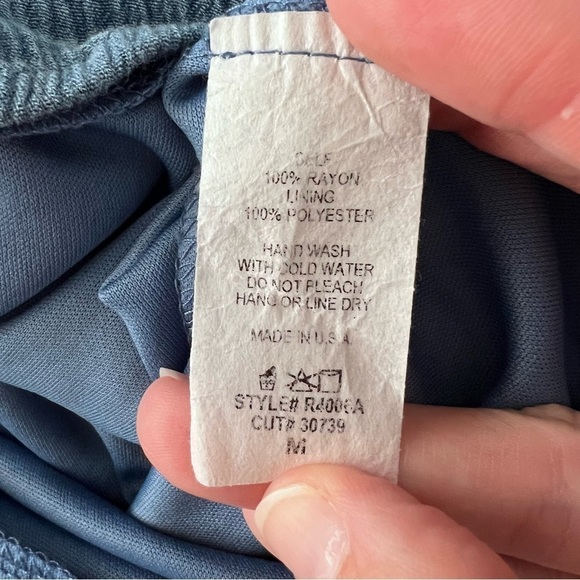 SELF
100% RAYON
LINING
100% POLYESTER
HAND WASH
WITH COLD WATER
DO NOT BLEACH
HANG OR LINE DRY
MADE IN U.S.A.
STYLE# R4006A
CUT# 30739
M